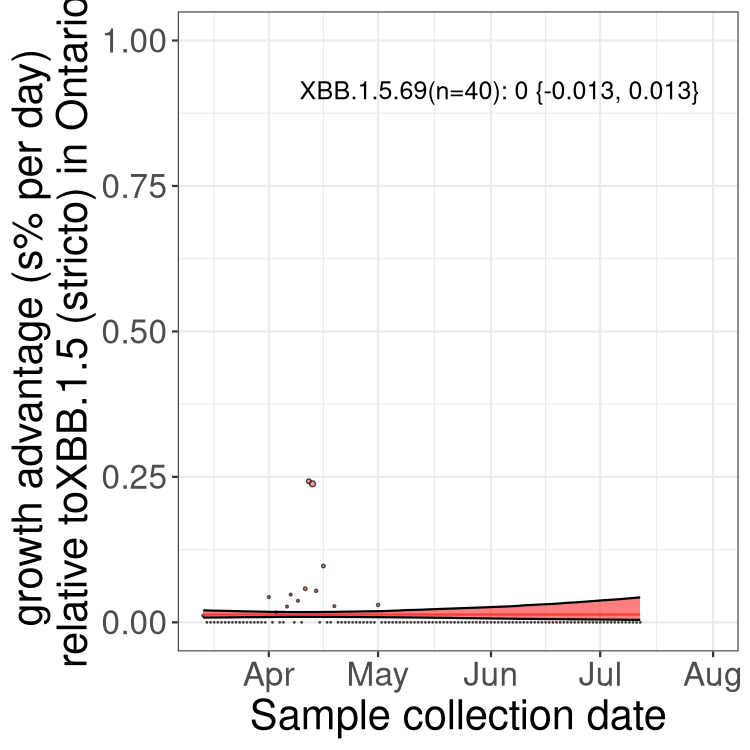 growth advantage (s% per day)
relative toXBB.1.5 (stricto) in Ontario
1.00
0.75
0.50
0.25
0.00
XBB.1.5.69(n=40): 0 {-0.013, 0.013}
Apr May Jun Jul Aug
Sample collection date